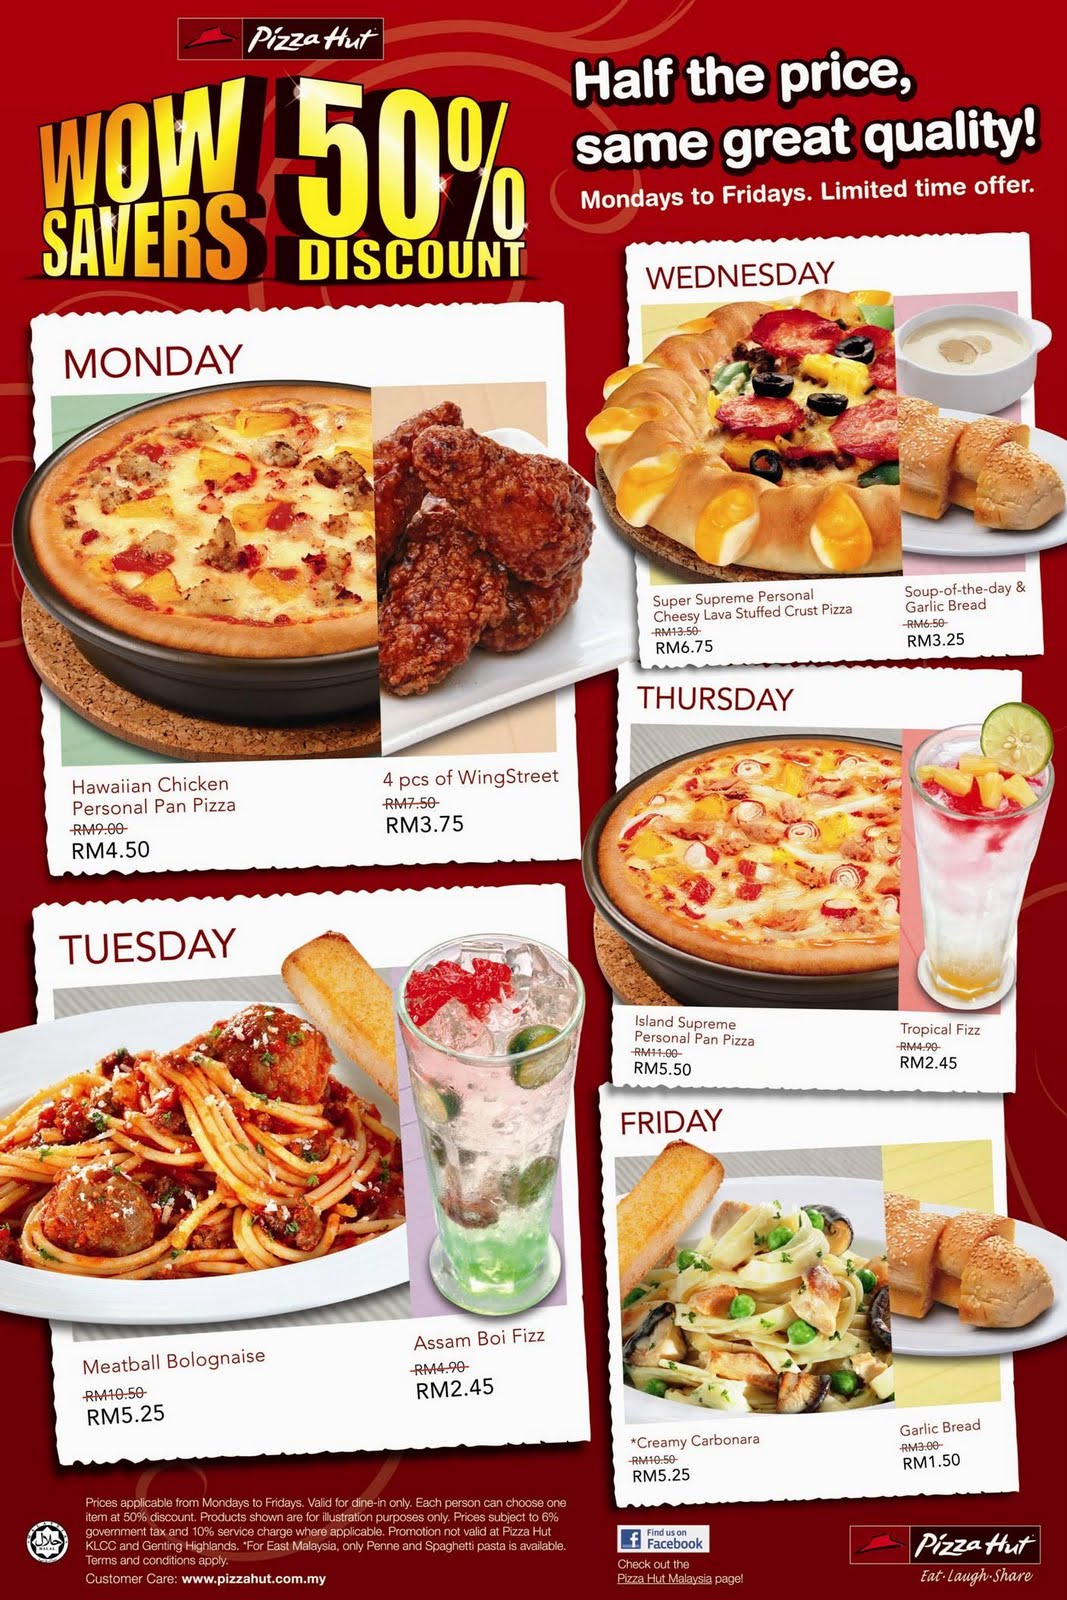 Pizza Hut
WOW
SAVERS
50%
DISCOUNT
Half the price,
same great quality!
Mondays to Fridays. Limited time offer.
MONDAY
Hawaiian Chicken
Personal Pan Pizza
RM9.00
RM4.50
4 pcs of WingStreet
RM7.50
RM3.75
TUESDAY
Meatball Bolognaise
RM10.50
RM5.25
Assam Boi Fizz
RM4.90
RM2.45
WEDNESDAY
Super Supreme Personal
Cheesy Lava Stuffed Crust Pizza
RM13.50
RM6.75
Soup-of-the-day &
Garlic Bread
RM6.50
RM3.25
THURSDAY
Island Supreme
Personal Pan Pizza
RM11.00
RM5.50
Tropical Fizz
RM4.90
RM2.45
FRIDAY
*Creamy Carbonara
RM10.50
RM5.25
Garlic Bread
RM3.00
RM1.50
Prices applicable from Mondays to Fridays. Valid for dine-in only. Each person can choose one
item at 50% discount. Products shown are for illustration purposes only. Prices subject to 6%
government tax and 10% service charge where applicable. Promotion not valid at Pizza Hut
KLCC and Genting Highlands. *For East Malaysia, only Penne and Spaghetti pasta is available.
Terms and conditions apply.
Customer Care: www.pizzahut.com.my
Find us on
Facebook
Check out the
Pizza Hut Malaysia page!
Pizza Hut
Eat·Laugh·Share